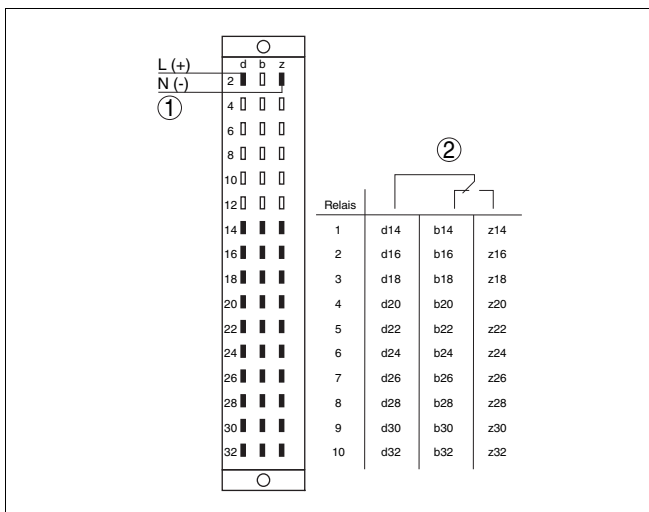 L (+)
N (-)
①
d b z
2
4
6
8
10
12
14
16
18
20
22
24
26
28
30
32
②
Relais
1 d14 b14 z14
2 d16 b16 z16
3 d18 b18 z18
4 d20 b20 z20
5 d22 b22 z22
6 d24 b24 z24
7 d26 b26 z26
8 d28 b28 z28
9 d30 b30 z30
10 d32 b32 z32